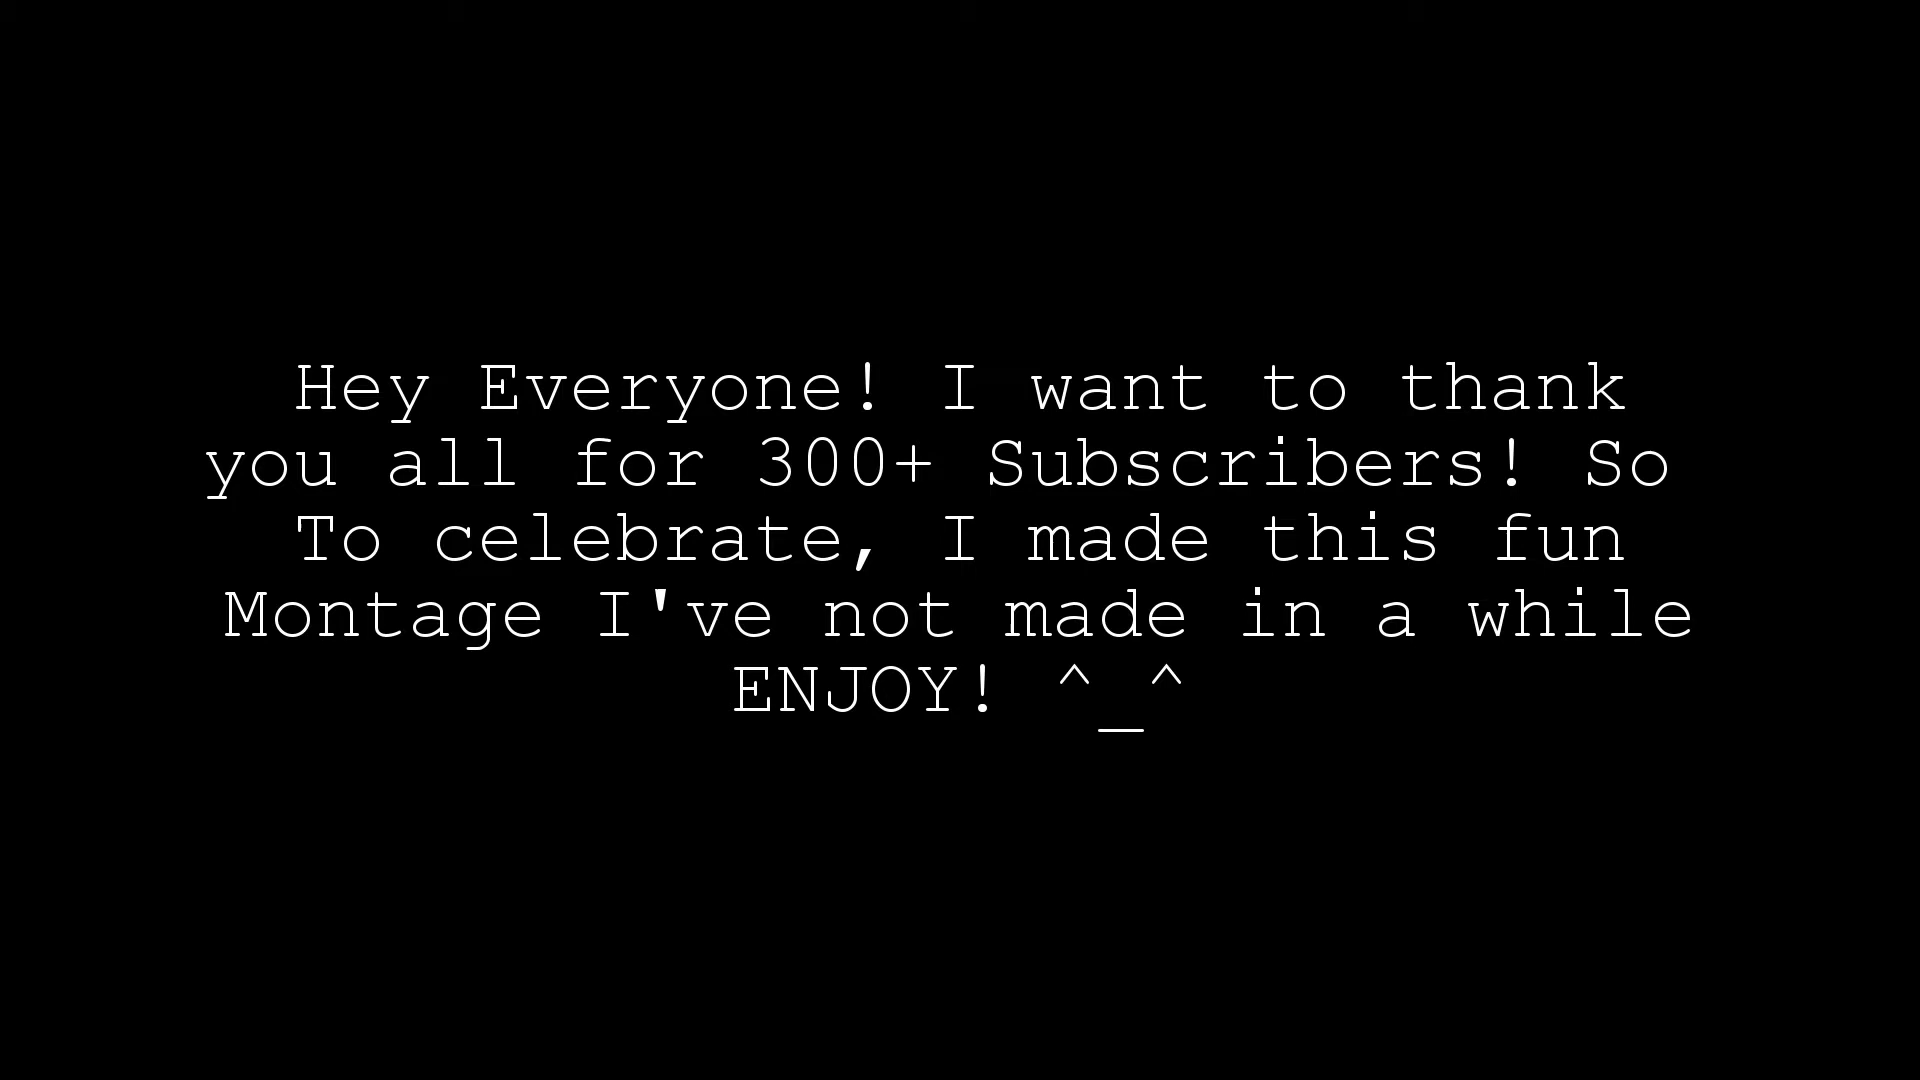 Hey Everyone! I want to thank
you all for 300+ Subscribers! So
To celebrate, I made this fun
Montage I've not made in a while
ENJOY! ^_^